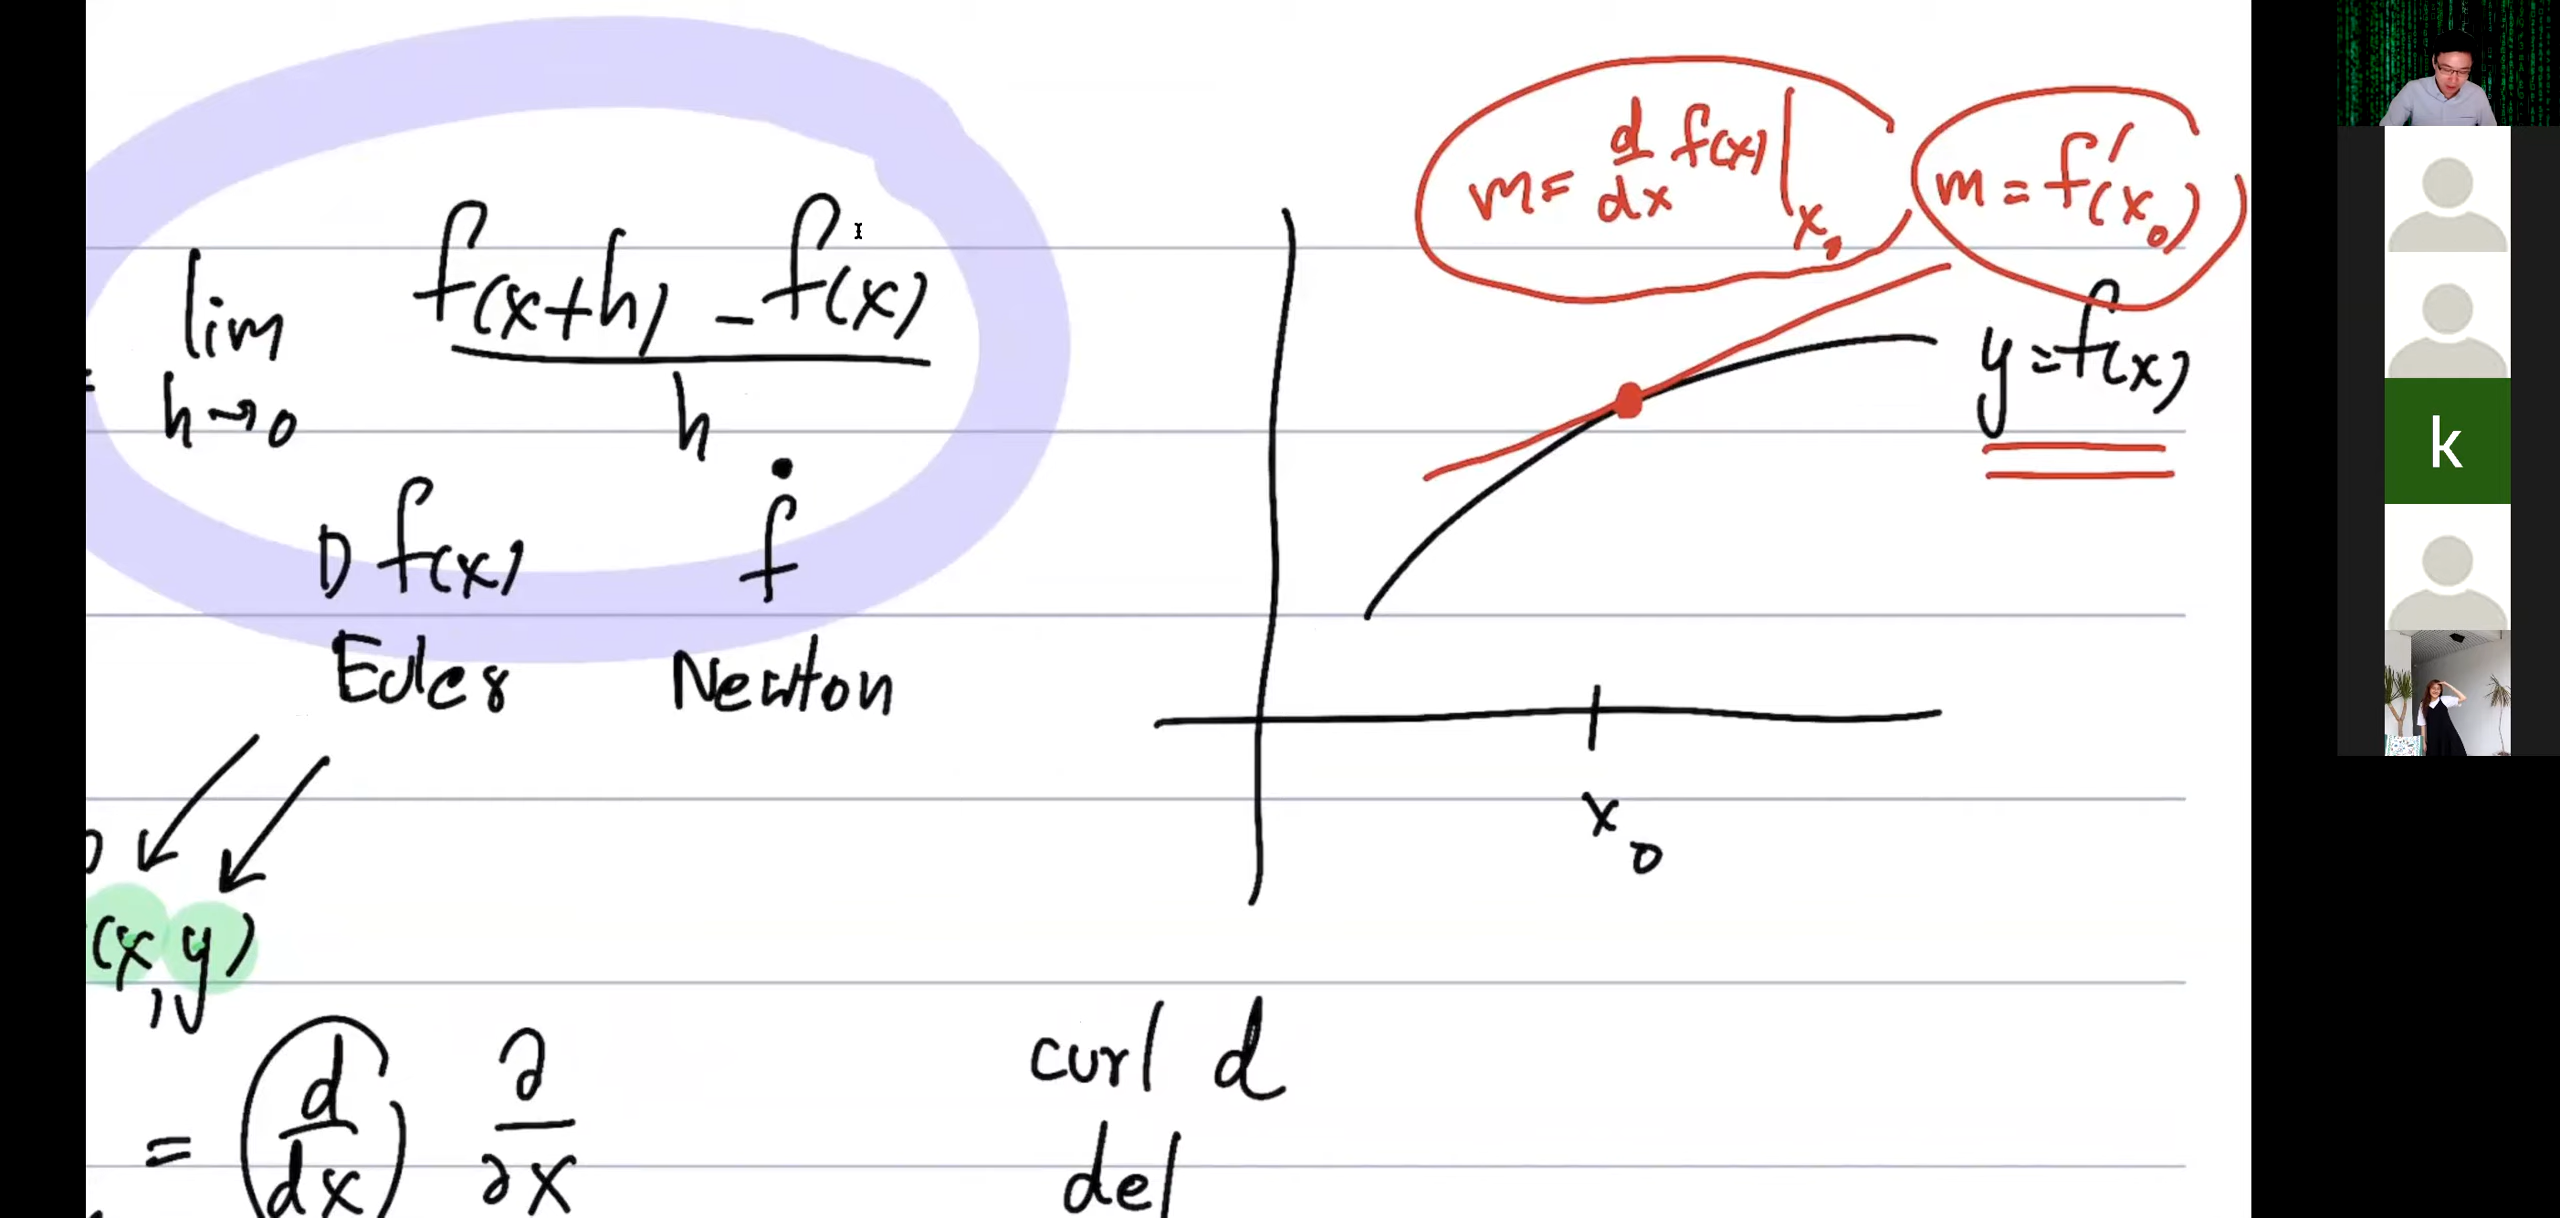 m = d/dx f(x) | x₀
m = f'(x₀)
= lim h→0 f(x+h) - f(x) / h
y = f(x)
D f(x) ḟ
Euler Newton
x₀
(x, y)
= (d/dx) ∂/∂x
curl d
del
k